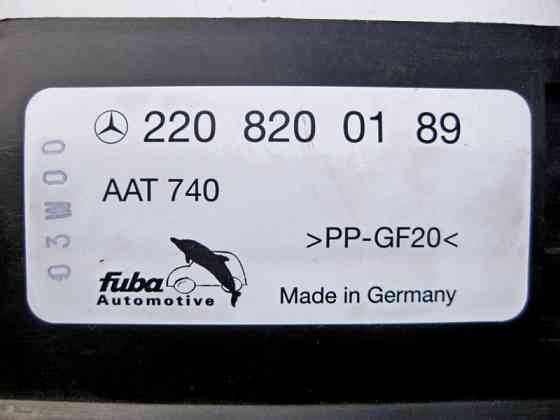 220 820 01 89
AAT 740
>PP-GF20<
fuba
Automotive
Made in Germany
03W00